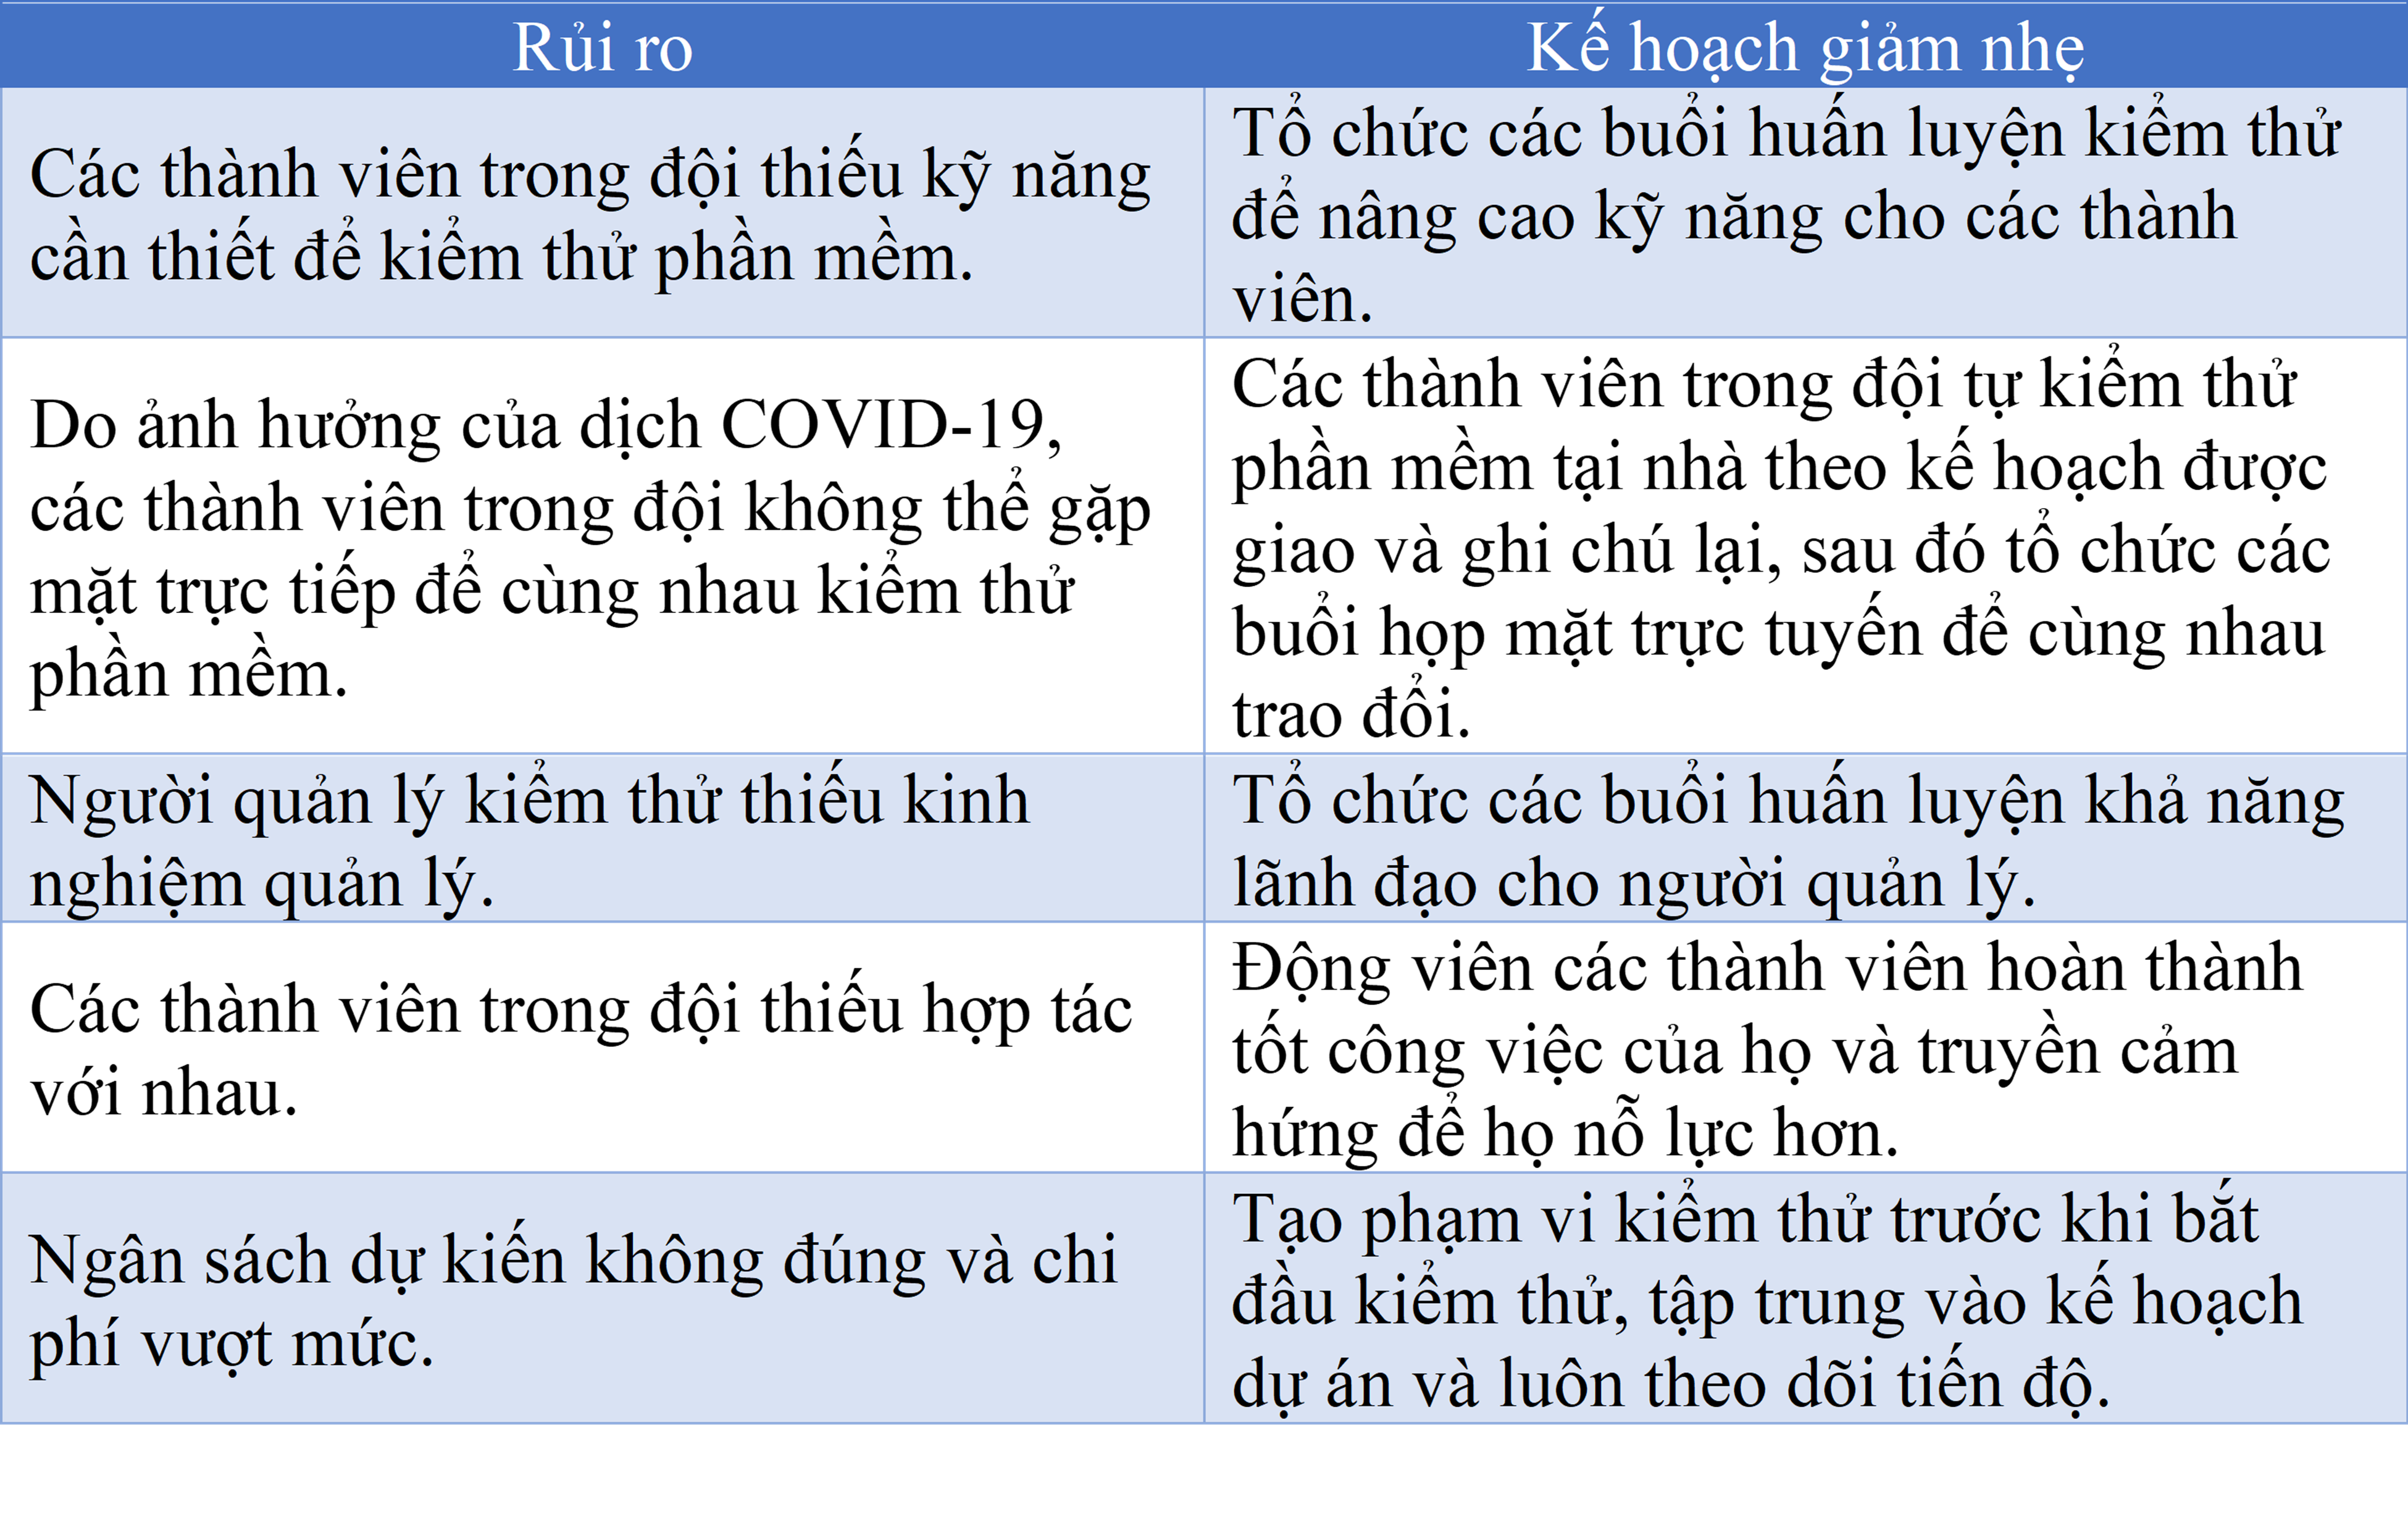 Rủi ro
Kế hoạch giảm nhẹ
Các thành viên trong đội thiếu kỹ năng
cần thiết để kiểm thử phần mềm.
Tổ chức các buổi huấn luyện kiểm thử
để nâng cao kỹ năng cho các thành
viên.
Do ảnh hưởng của dịch COVID-19,
các thành viên trong đội không thể gặp
mặt trực tiếp để cùng nhau kiểm thử
phần mềm.
Các thành viên trong đội tự kiểm thử
phần mềm tại nhà theo kế hoạch được
giao và ghi chú lại, sau đó tổ chức các
buổi họp mặt trực tuyến để cùng nhau
trao đổi.
Người quản lý kiểm thử thiếu kinh
nghiệm quản lý.
Tổ chức các buổi huấn luyện khả năng
lãnh đạo cho người quản lý.
Các thành viên trong đội thiếu hợp tác
với nhau.
Động viên các thành viên hoàn thành
tốt công việc của họ và truyền cảm
hứng để họ nỗ lực hơn.
Ngân sách dự kiến không đúng và chi
phí vượt mức.
Tạo phạm vi kiểm thử trước khi bắt
đầu kiểm thử, tập trung vào kế hoạch
dự án và luôn theo dõi tiến độ.